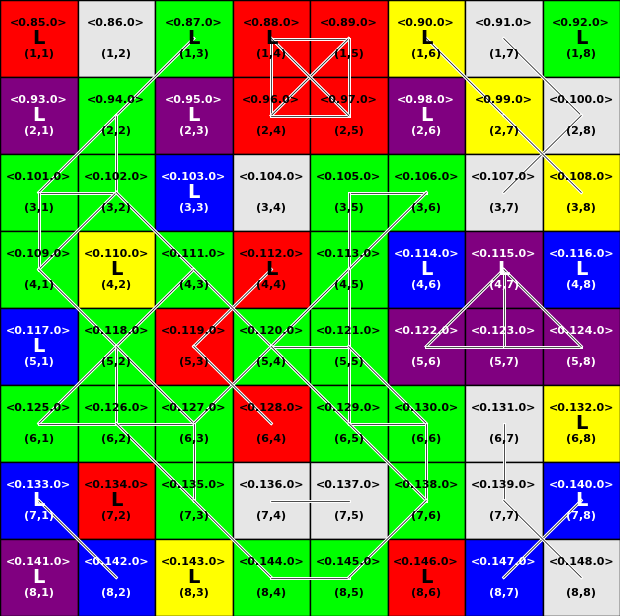 <0.85.0> <0.86.0> <0.87.0> <0.88.0> <0.89.0> <0.90.0> <0.91.0> <0.92.0>
L L L L L
(1,1) (1,2) (1,3) (1,4) (1,5) (1,6) (1,7) (1,8)
<0.93.0> <0.94.0> <0.95.0> <0.96.0> <0.97.0> <0.98.0> <0.99.0> <0.100.0>
L L L
(2,1) (2,2) (2,3) (2,4) (2,5) (2,6) (2,7) (2,8)
<0.101.0> <0.102.0> <0.103.0> <0.104.0> <0.105.0> <0.106.0> <0.107.0> <0.108.0>
L
(3,1) (3,2) (3,3) (3,4) (3,5) (3,6) (3,7) (3,8)
<0.109.0> <0.110.0> <0.111.0> <0.112.0> <0.113.0> <0.114.0> <0.115.0> <0.116.0>
L L L L L
(4,1) (4,2) (4,3) (4,4) (4,5) (4,6) (4,7) (4,8)
<0.117.0> <0.118.0> <0.119.0> <0.120.0> <0.121.0> <0.122.0> <0.123.0> <0.124.0>
L
(5,1) (5,2) (5,3) (5,4) (5,5) (5,6) (5,7) (5,8)
<0.125.0> <0.126.0> <0.127.0> <0.128.0> <0.129.0> <0.130.0> <0.131.0> <0.132.0>
L
(6,1) (6,2) (6,3) (6,4) (6,5) (6,6) (6,7) (6,8)
<0.133.0> <0.134.0> <0.135.0> <0.136.0> <0.137.0> <0.138.0> <0.139.0> <0.140.0>
L L L
(7,1) (7,2) (7,3) (7,4) (7,5) (7,6) (7,7) (7,8)
<0.141.0> <0.142.0> <0.143.0> <0.144.0> <0.145.0> <0.146.0> <0.147.0> <0.148.0>
L L L
(8,1) (8,2) (8,3) (8,4) (8,5) (8,6) (8,7) (8,8)